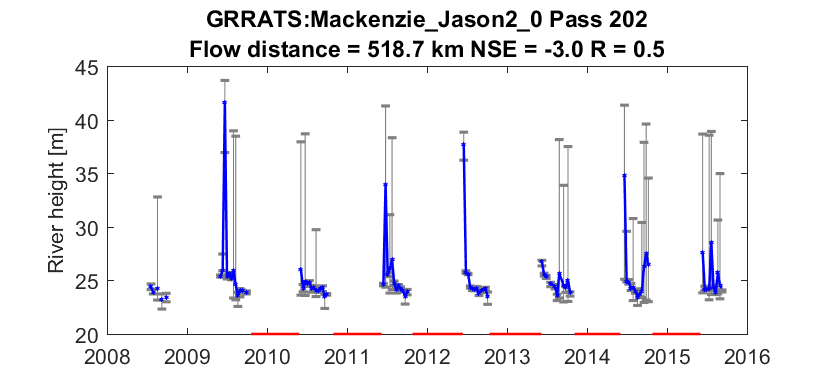 GRRATS:Mackenzie_Jason2_0 Pass 202
Flow distance = 518.7 km NSE = -3.0 R = 0.5
River height [m]
45
40
35
30
25
20
2008 2009 2010 2011 2012 2013 2014 2015 2016